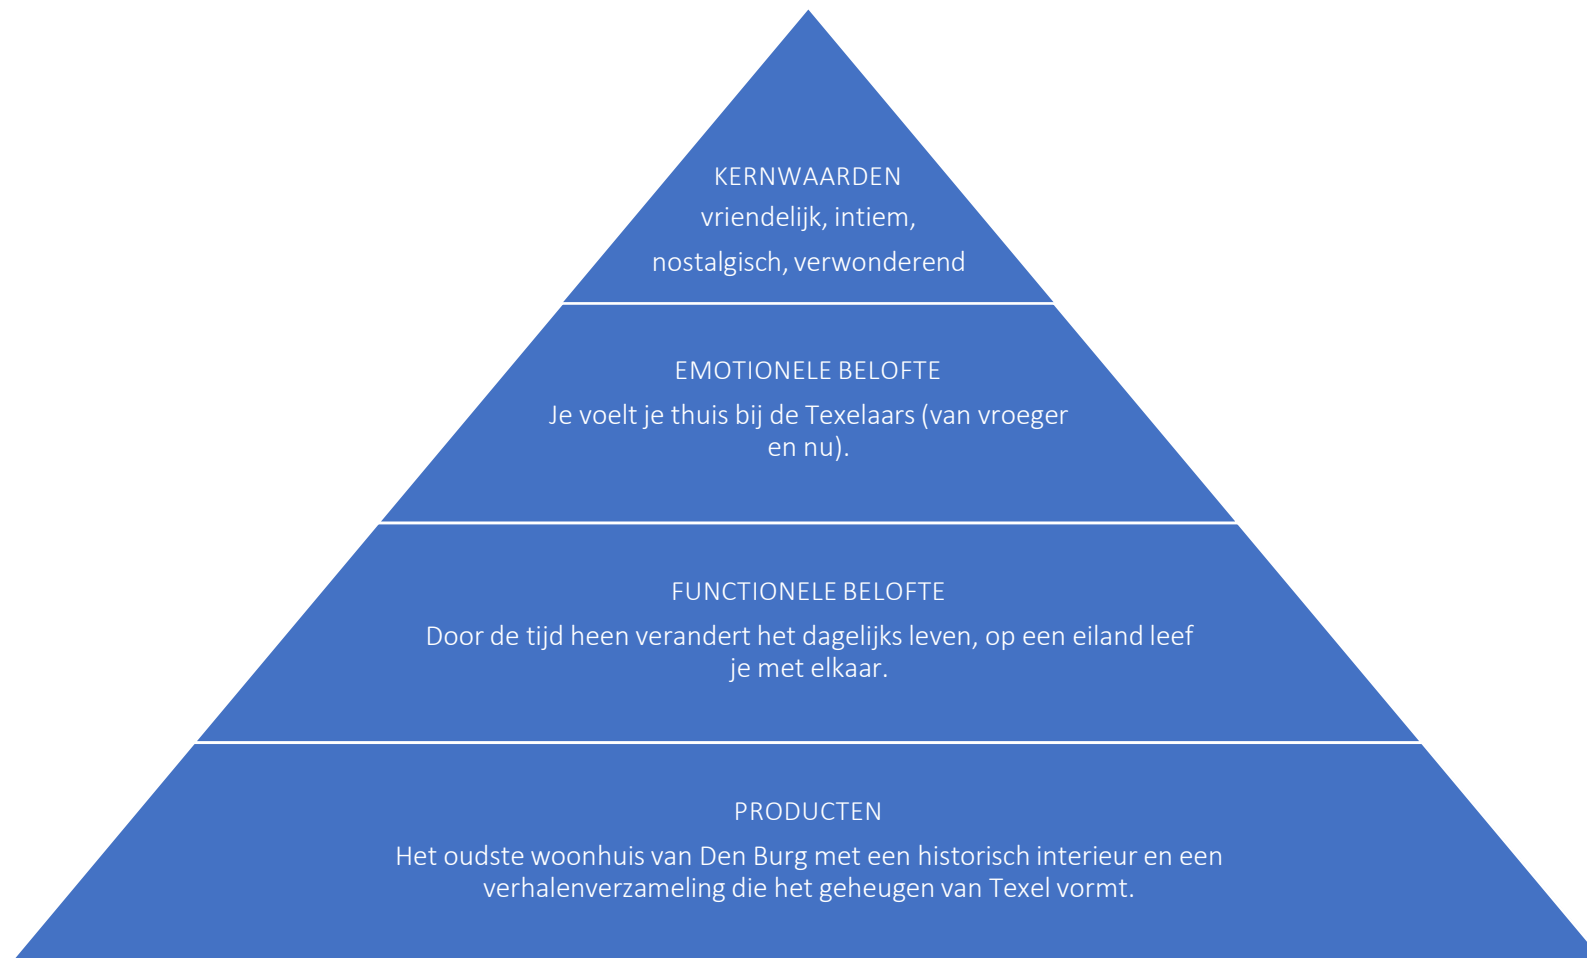 KERNWAARDEN
vriendelijk, intiem,
nostalgisch, verwonderend
EMOTIONELE BELOFTE
Je voelt je thuis bij de Texelaars (van vroeger
en nu).
FUNCTIONELE BELOFTE
Door de tijd heen verandert het dagelijks leven, op een eiland leef
je met elkaar.
PRODUCTEN
Het oudste woonhuis van Den Burg met een historisch interieur en een
verhalenverzameling die het geheugen van Texel vormt.